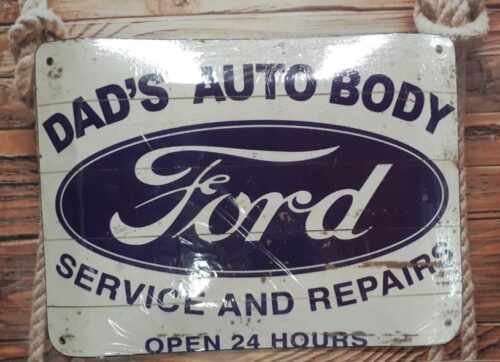 DAD'S AUTO BODY
Ford
SERVICE AND REPAIRS
OPEN 24 HOURS